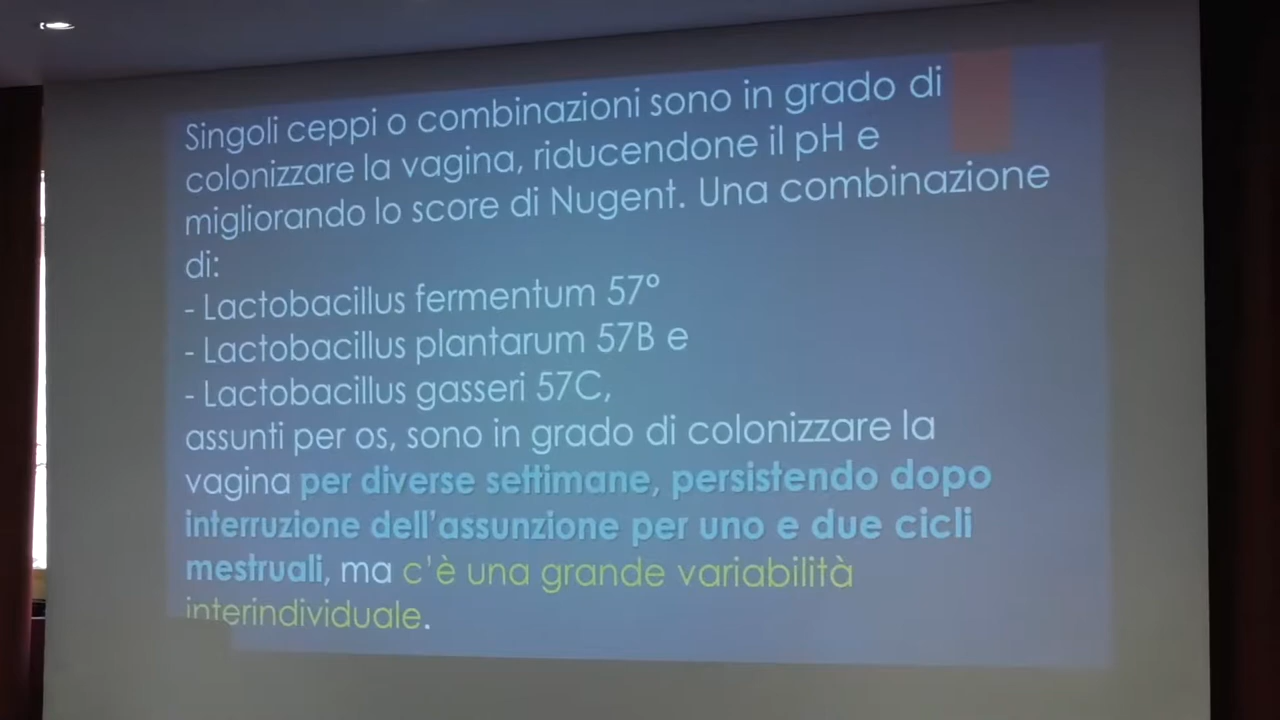 Singoli ceppi o combinazioni sono in grado di
colonizzare la vagina, riducendone il pH e
migliorando lo score di Nugent. Una combinazione
di:
- Lactobacillus fermentum 57º
- Lactobacillus plantarum 57B e
- Lactobacillus gasseri 57C,
assunti per os, sono in grado di colonizzare la
vagina per diverse settimane, persistendo dopo
interruzione dell'assunzione per uno e due cicli
mestruali, ma c'è una grande variabilità
interindividuale.